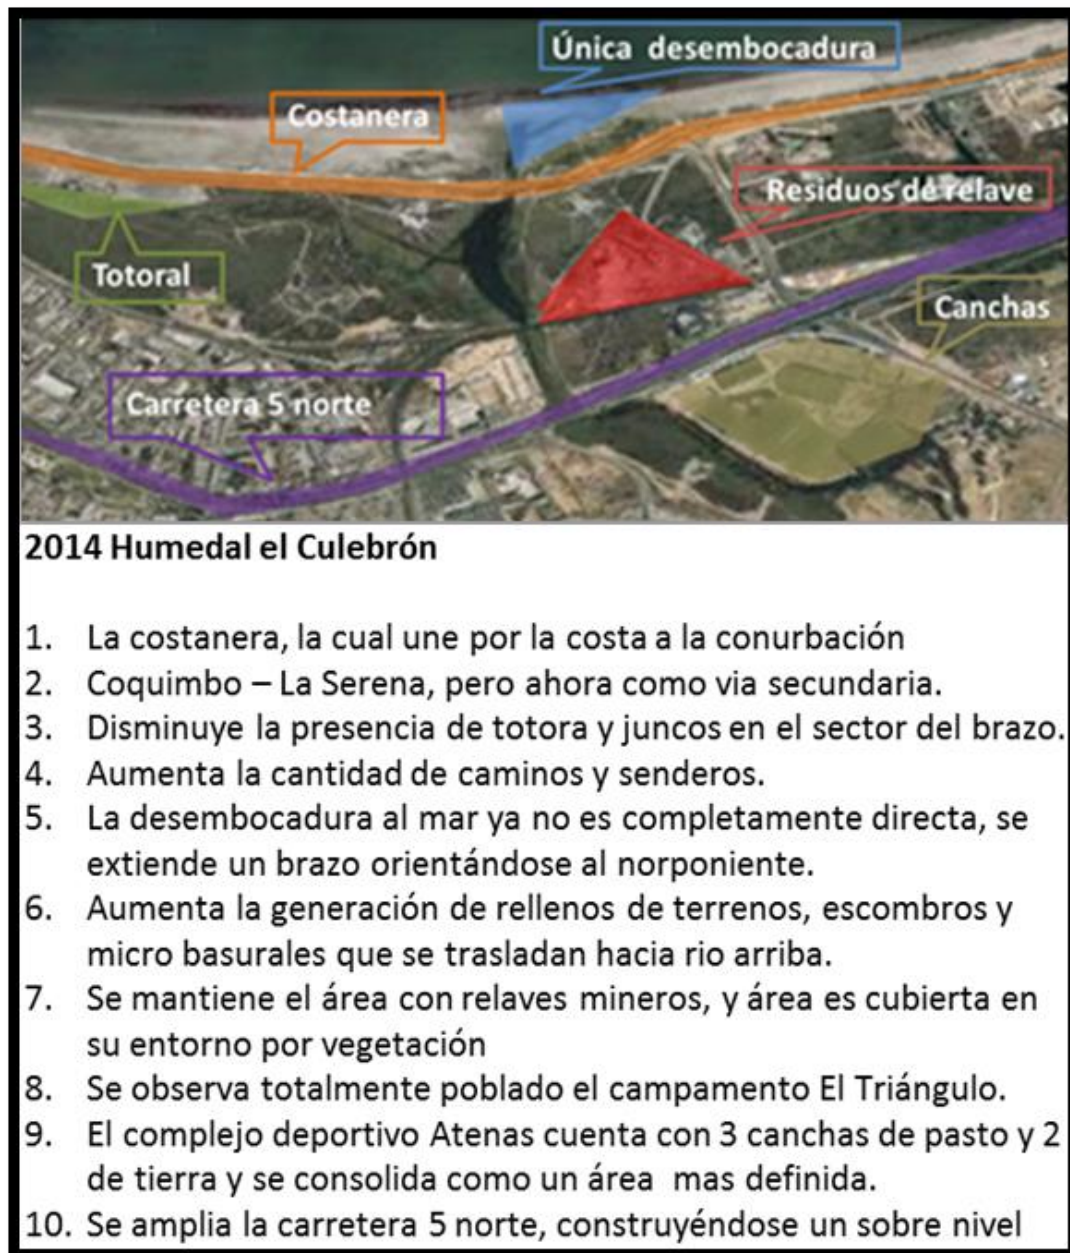 Única desembocadura
Costanera
Residuos de relave
Totoral
Canchas
Carretera 5 norte
2014 Humedal el Culebrón
1. La costanera, la cual une por la costa a la conurbación
2. Coquimbo – La Serena, pero ahora como via secundaria.
3. Disminuye la presencia de totora y juncos en el sector del brazo.
4. Aumenta la cantidad de caminos y senderos.
5. La desembocadura al mar ya no es completamente directa, se
extiende un brazo orientándose al norponiente.
6. Aumenta la generación de rellenos de terrenos, escombros y
micro basurales que se trasladan hacia rio arriba.
7. Se mantiene el área con relaves mineros, y área es cubierta en
su entorno por vegetación
8. Se observa totalmente poblado el campamento El Triángulo.
9. El complejo deportivo Atenas cuenta con 3 canchas de pasto y 2
de tierra y se consolida como un área mas definida.
10. Se amplia la carretera 5 norte, construyéndose un sobre nivel